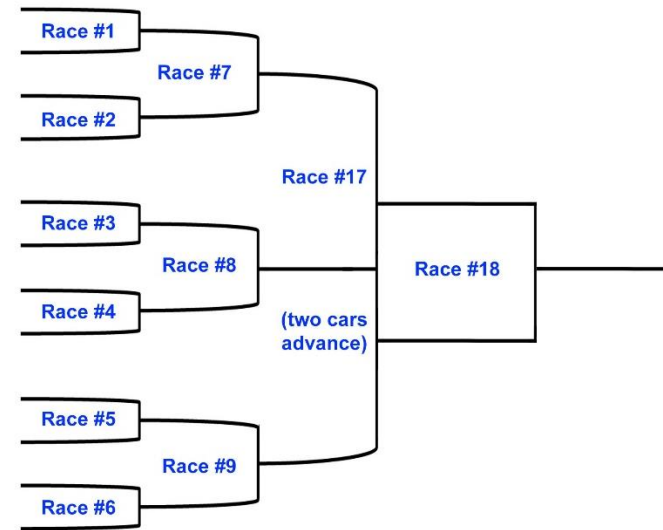 Race #1
Race #7
Race #2
Race #17
Race #3
Race #8
Race #18
Race #4
(two cars
advance)
Race #5
Race #9
Race #6